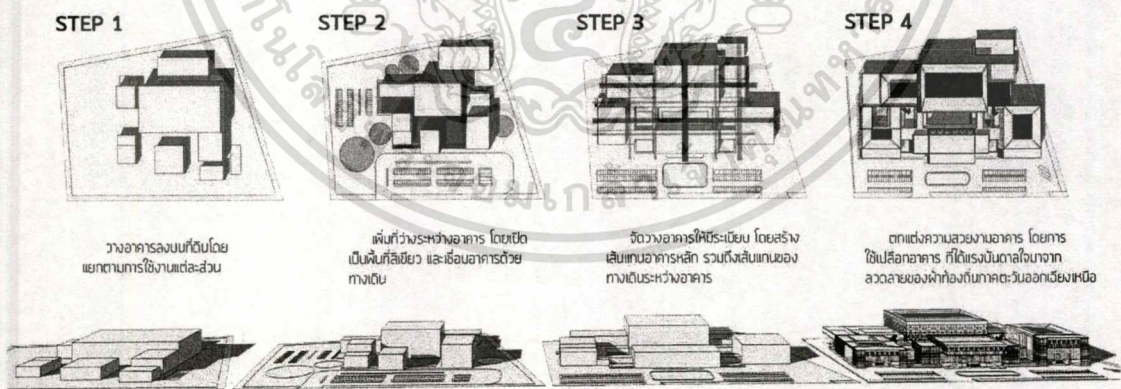 STEP 1
วางอาคารลงบนที่ดินโดย
แยกตามการใช้งานแต่ละส่วน
STEP 2
เพิ่มที่ว่างระหว่างอาคาร โดยเปิด
เป็นพื้นที่สีเขียว และเชื่อมอาคารด้วย
ทางเดิน
STEP 3
จัดวางอาคารให้มีระเบียบ โดยสร้าง
เส้นแกนอาคารหลัก รวมถึงเส้นแกนของ
ทางเดินระหว่างอาคาร
STEP 4
ตกแต่งความสวยงามอาคาร โดยการ
ใช้เปลือกอาคาร ที่ได้แรงบันดาลใจมาจาก
ลวดลายของผ้าท้องถิ่นภาคตะวันออกเฉียงเหนือ